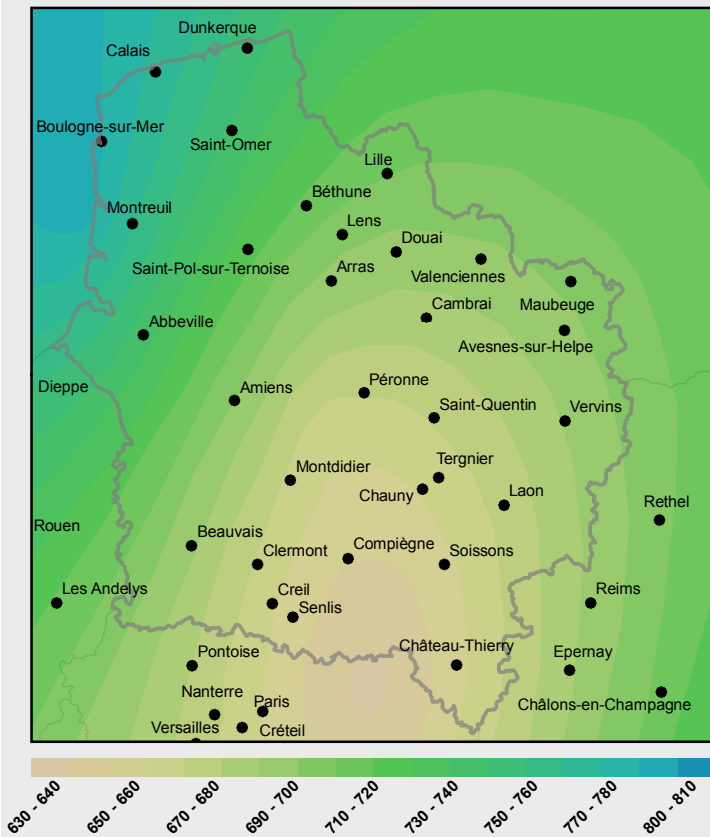 Dunkerque
Calais
Boulogne-sur-Mer
Saint-Omer
Lille
Béthune
Montreuil
Lens
Douai
Saint-Pol-sur-Ternoise
Arras
Valenciennes
Maubeuge
Cambrai
Abbeville
Avesnes-sur-Helpe
Dieppe
Amiens
Péronne
Saint-Quentin
Vervins
Tergnier
Montdidier
Chauny
Laon
Rethel
Rouen
Beauvais
Clermont
Compiègne
Soissons
Les Andelys
Creil
Reims
Senlis
Pontoise
Château-Thierry
Epernay
Nanterre
Paris
Châlons-en-Champagne
Versailles
Créteil
630 - 640
650 - 660
670 - 680
690 - 700
710 - 720
730 - 740
750 - 760
770 - 780
800 - 810